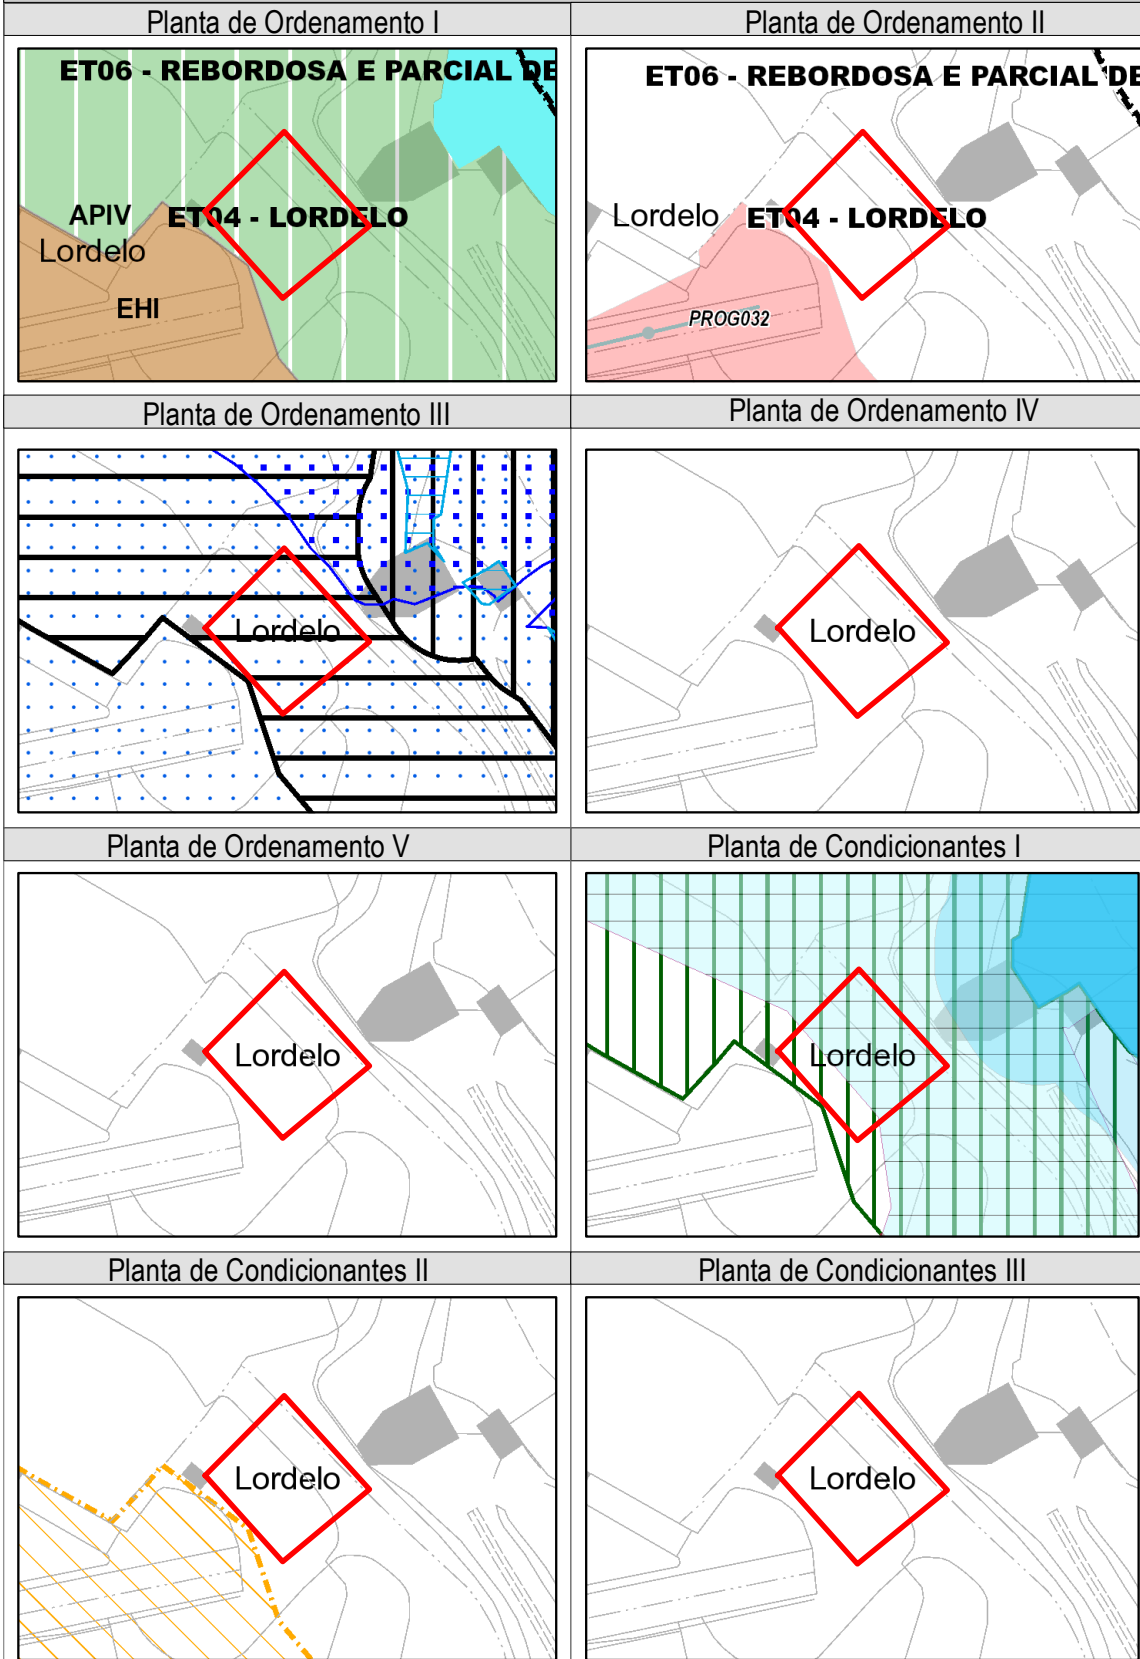 Planta de Ordenamento I
Planta de Ordenamento II
ET06 - REBORDOSA E PARCIAL DE
APIV
ET04 - LORDELO
Lordelo
EHI
ET06 - REBORDOSA E PARCIAL DE
Lordelo
ET04 - LORDELO
PROG032
Planta de Ordenamento III
Planta de Ordenamento IV
Lordelo
Lordelo
Planta de Ordenamento V
Planta de Condicionantes I
Lordelo
Lordelo
Planta de Condicionantes II
Planta de Condicionantes III
Lordelo
Lordelo